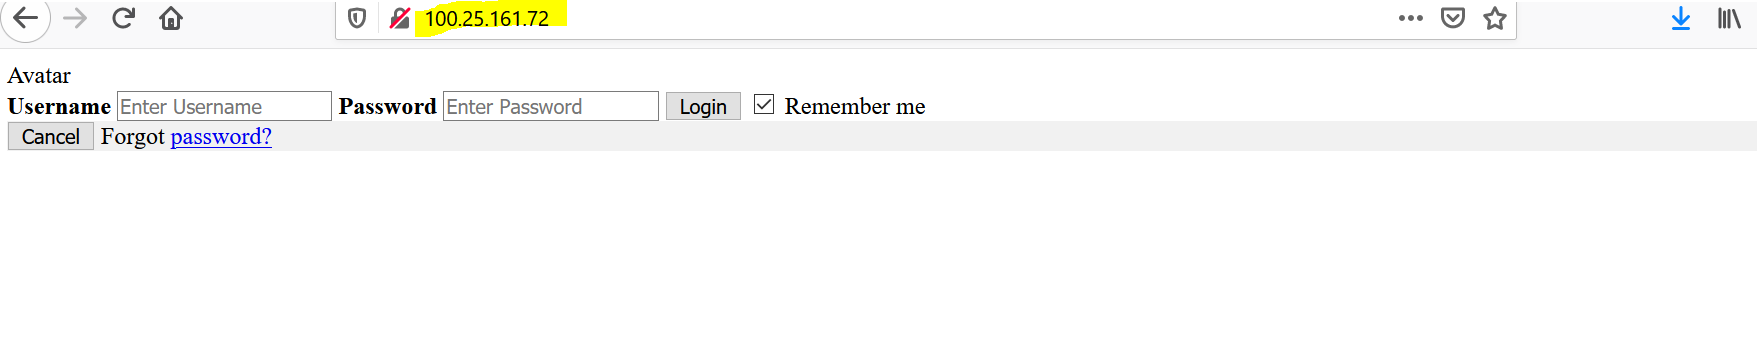 100.25.161.72
Avatar
Username Enter Username Password Enter Password Login Remember me
Cancel Forgot password?